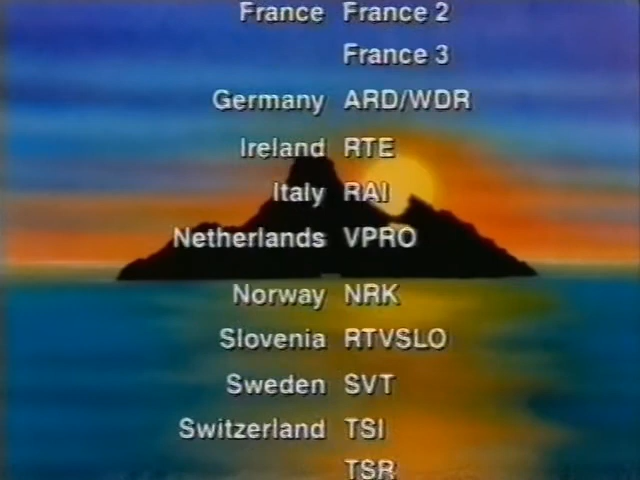 France France 2
France 3
Germany ARD/WDR
Ireland RTE
Italy RAI
Netherlands VPRO
Norway NRK
Slovenia RTVSLO
Sweden SVT
Switzerland TSI
TSR